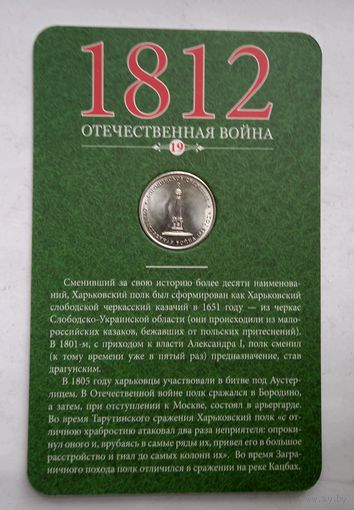 1812
ОТЕЧЕСТВЕННАЯ ВОЙНА
19
Сменивший за свою историю более десяти наименова-
ний, Харьковский полк был сформирован как Харьковский
слободской черкасский казачий в 1651 году — из черкас
Слободско-Украинской области (они происходили из мало-
российских казаков, бежавших от польских притеснений).
В 1801-м, с приходом к власти Александра I, полк сменил
(к тому времени уже в пятый раз) предназначение, став
драгунским.
В 1805 году харьковцы участвовали в битве под Аустер-
лицем. В Отечественной войне полк сражался в Бородино,
а затем, при отступлении к Москве, состоял в арьергарде.
Во время Тарутинского сражения Харьковский полк «с от-
личною храбростию атаковал два раза неприятеля: опроки-
нул оного и, врубаясь в самые ряды их, привел его в большое
расстройство и гнал до самых колонн их». Во время Загра-
ничного похода полк отличился в сражении на реке Кацбах.